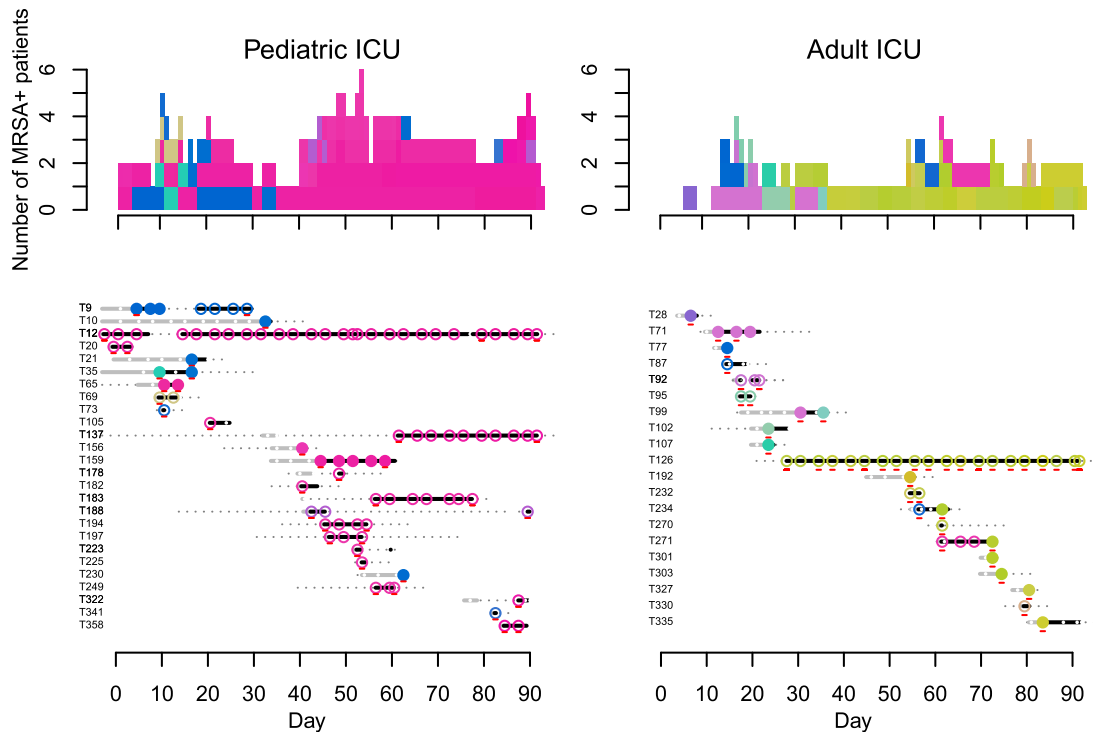 Pediatric ICU
Adult ICU
Number of MRSA+ patients
6
4
2
0
6
4
2
0
T9
T10
T12
T20
T21
T35
T65
T69
T73
T105
T137
T156
T159
T178
T182
T183
T188
T194
T197
T223
T225
T230
T249
T322
T341
T358
0 10 20 30 40 50 60 70 80 90
Day
T28
T71
T77
T87
T92
T95
T99
T102
T107
T126
T192
T232
T234
T270
T271
T301
T303
T327
T330
T335
0 10 20 30 40 50 60 70 80 90
Day